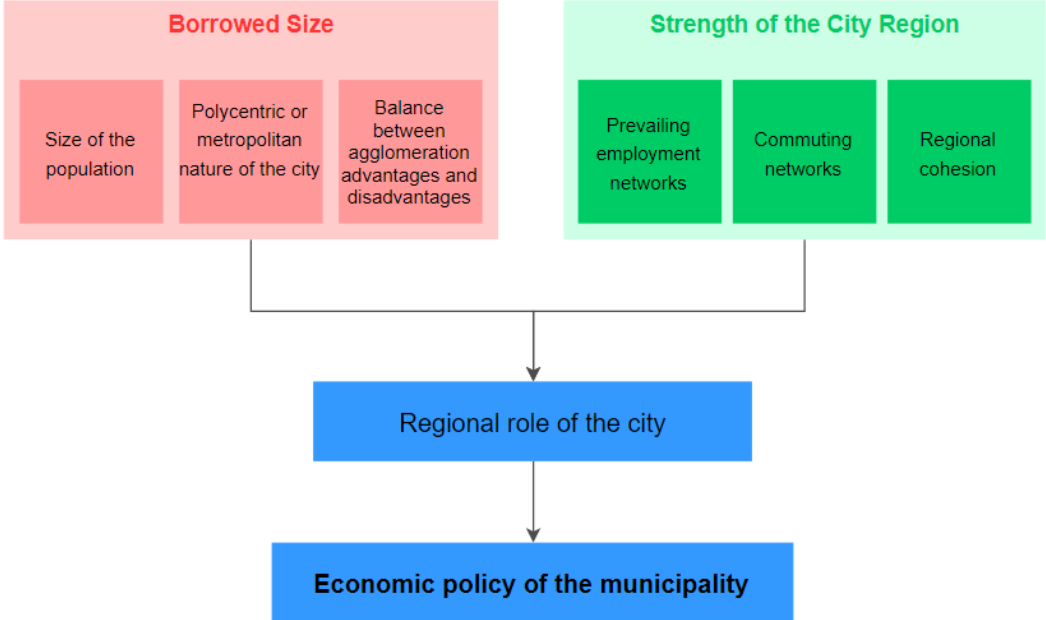 Borrowed Size
Strength of the City Region
Size of the
population
Polycentric or
metropolitan
nature of the city
Balance
between
agglomeration
advantages and
disadvantages
Prevailing
employment
networks
Commuting
networks
Regional
cohesion
Regional role of the city
Economic policy of the municipality